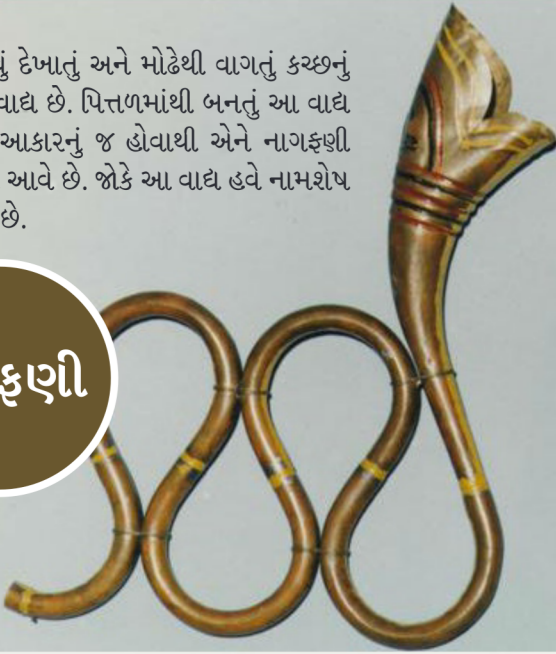 દેખાતું અને મોઢેથી વાગતું કચ્છનું
વાદ્ય છે. પિત્તળમાંથી બનતું આ વાદ્ય
આકારનું જ હોવાથી એને નાગફણી
આવે છે. જોકે આ વાદ્ય હવે નામશેષ
છે.
ફણી